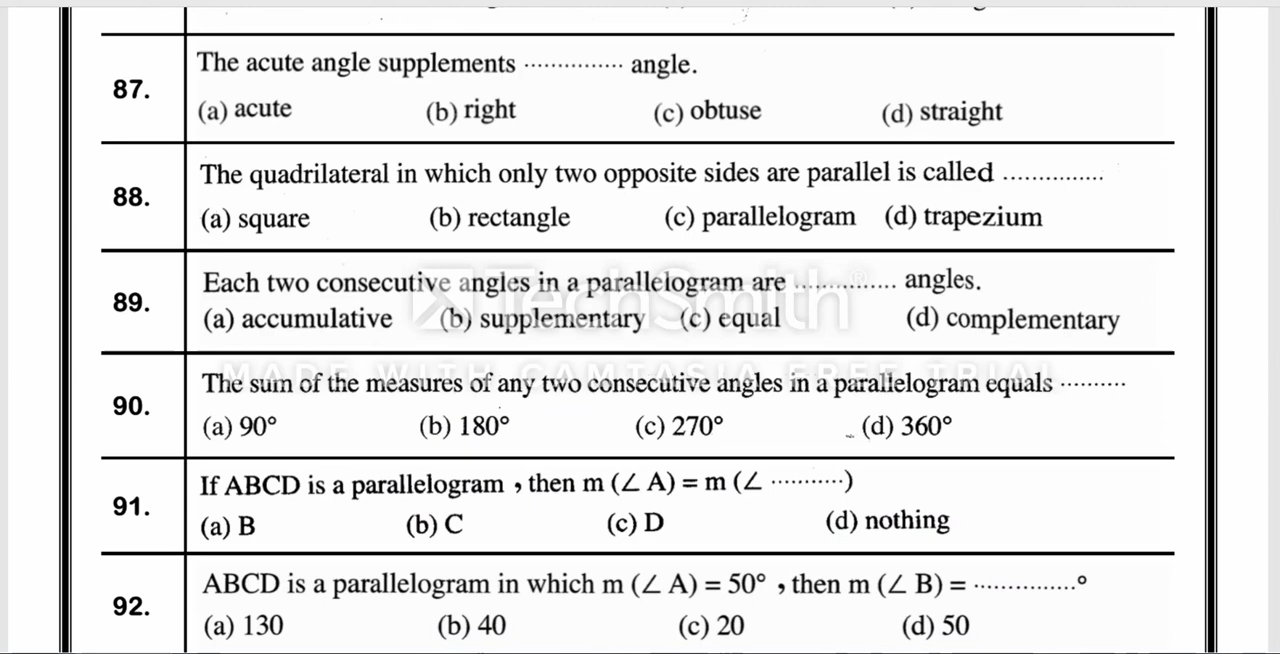 87.
The acute angle supplements ·············· angle.
(a) acute (b) right (c) obtuse (d) straight
88.
The quadrilateral in which only two opposite sides are parallel is called ...............
(a) square (b) rectangle (c) parallelogram (d) trapezium
89.
Each two consecutive angles in a parallelogram are ............... angles.
(a) accumulative (b) supplementary (c) equal (d) complementary
TechSmith®
MADE WITH CAMTASIA FREE TRIAL
90.
The sum of the measures of any two consecutive angles in a parallelogram equals ··········
(a) 90° (b) 180° (c) 270° (d) 360°
91.
If ABCD is a parallelogram , then m (∠ A) = m (∠ ···········)
(a) B (b) C (c) D (d) nothing
92.
ABCD is a parallelogram in which m (∠ A) = 50° , then m (∠ B) = ···············°
(a) 130 (b) 40 (c) 20 (d) 50